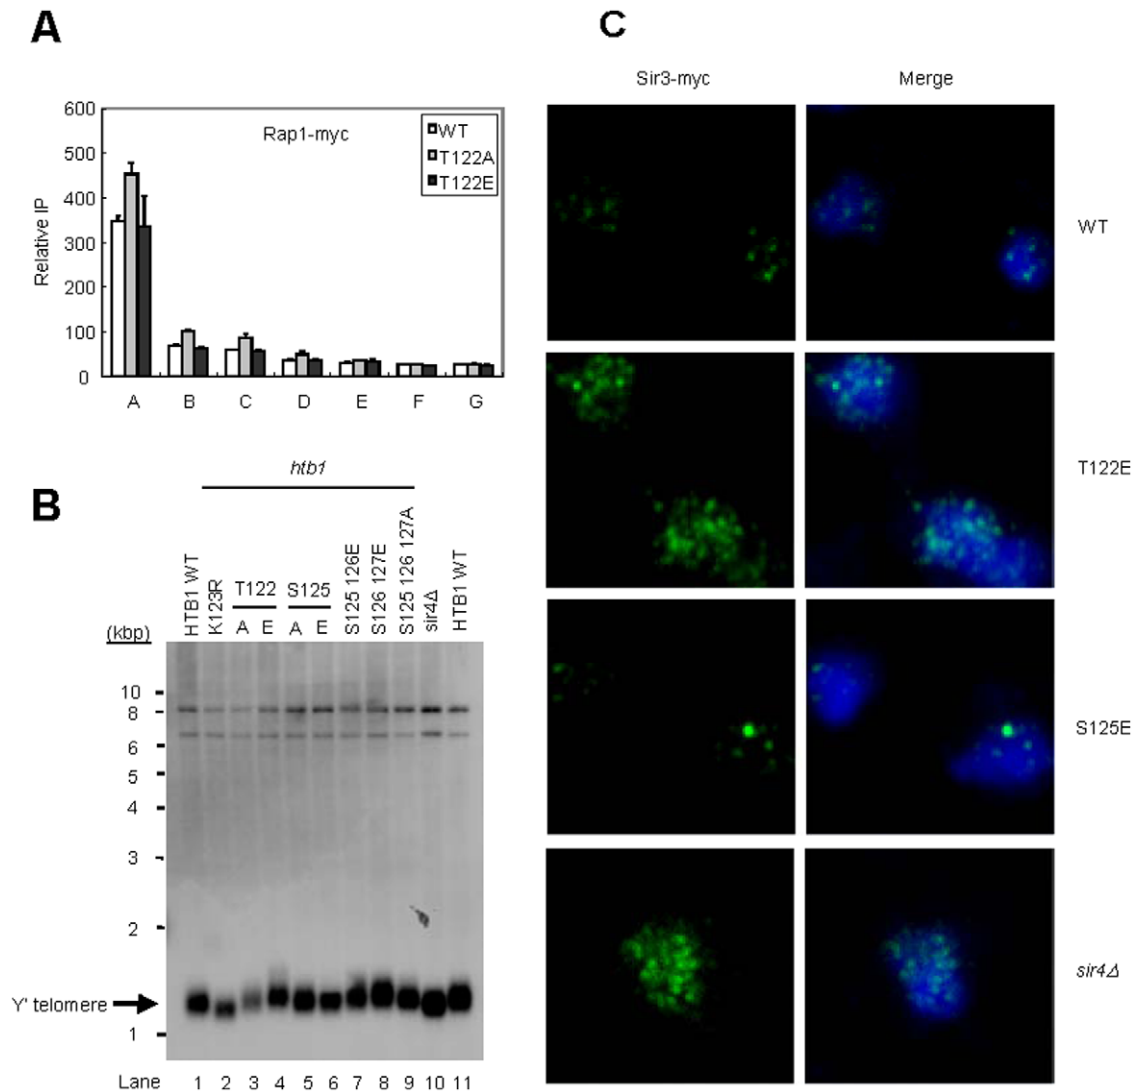 A
Rap1-myc
WT
T122A
T122E
Relative IP
600
500
400
300
200
100
0
A B C D E F G
B
htb1
HTB1 WT
K123R
T122
A E
S125
A E
S125 126E
S126 127E
S125 126 127A
sir4Δ
HTB1 WT
(kbp)
10
8
6
5
4
3
2
1
Y' telomere
Lane 1 2 3 4 5 6 7 8 9 10 11
C
Sir3-myc Merge
WT
T122E
S125E
sir4Δ